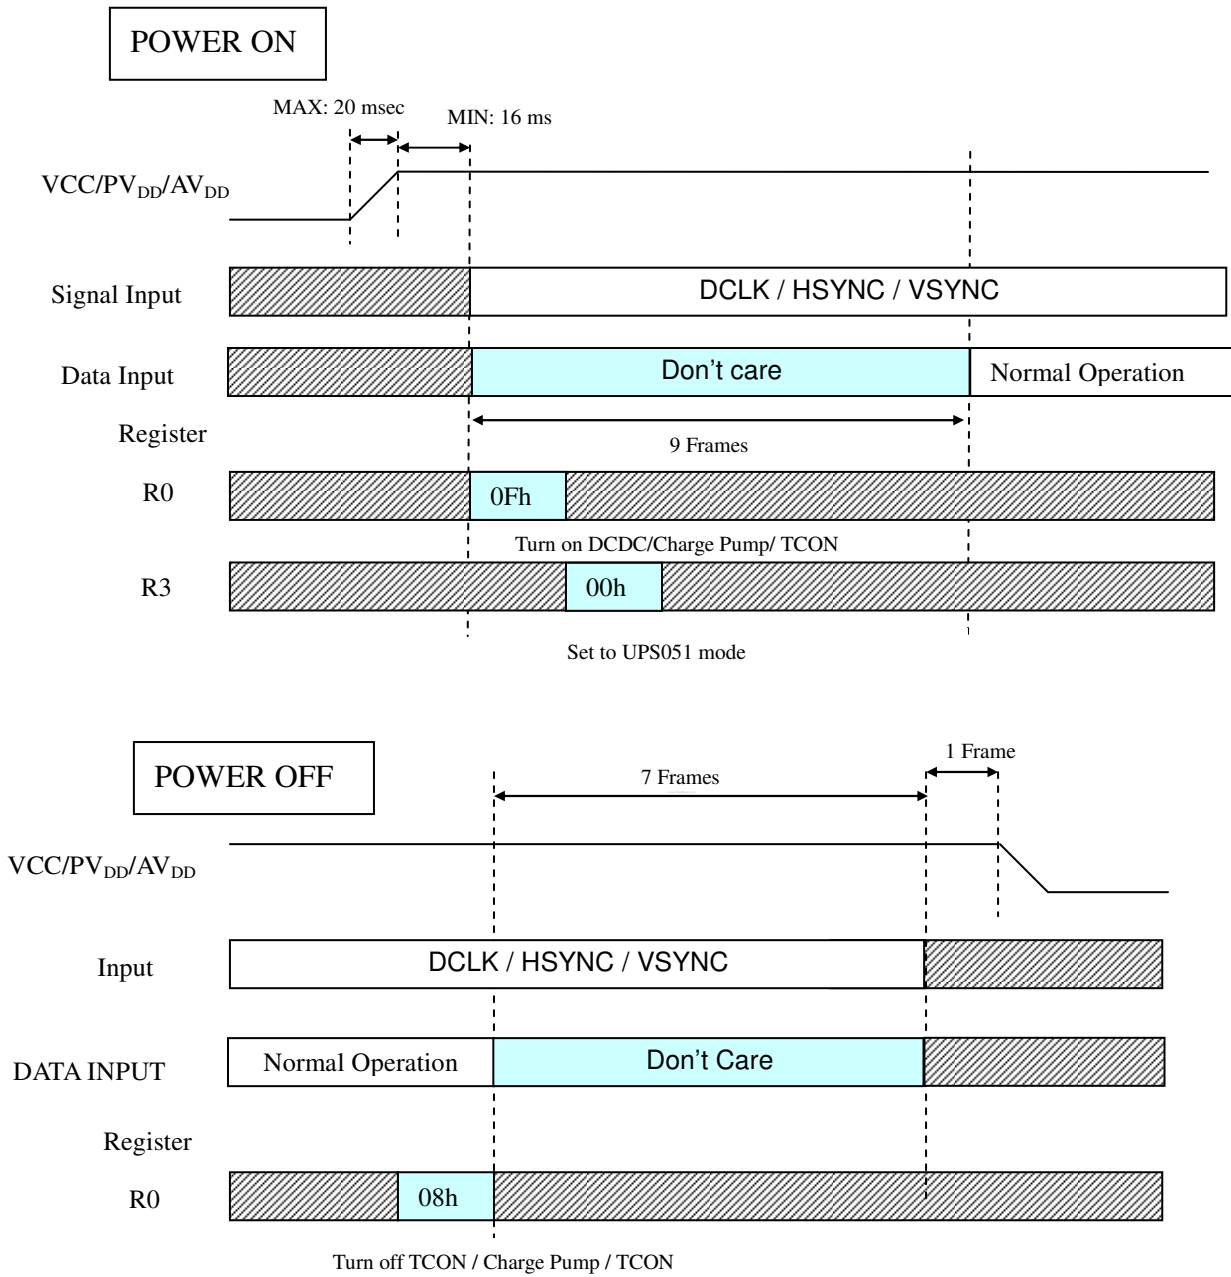 POWER ON
MAX: 20 msec
MIN: 16 ms
VCC/PVDD/AVDD
Signal Input
DCLK / HSYNC / VSYNC
Data Input
Don't care
Normal Operation
Register
9 Frames
R0
0Fh
Turn on DCDC/Charge Pump/ TCON
R3
00h
Set to UPS051 mode
POWER OFF
1 Frame
7 Frames
VCC/PVDD/AVDD
Input
DCLK / HSYNC / VSYNC
DATA INPUT
Normal Operation
Don't Care
Register
R0
08h
Turn off TCON / Charge Pump / TCON